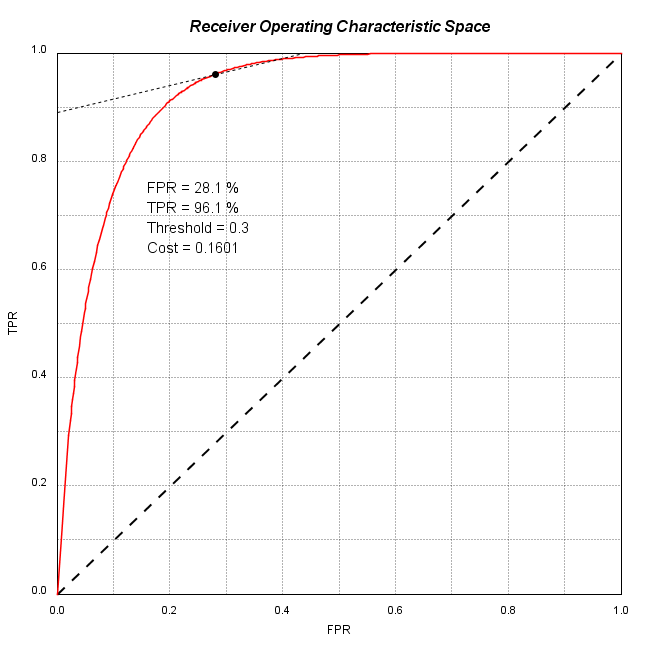 Receiver Operating Characteristic Space
1.0
0.8
FPR = 28.1 %
TPR = 96.1 %
Threshold = 0.3
Cost = 0.1601
0.6
TPR
0.4
0.2
0.0
0.0 0.2 0.4 0.6 0.8 1.0
FPR